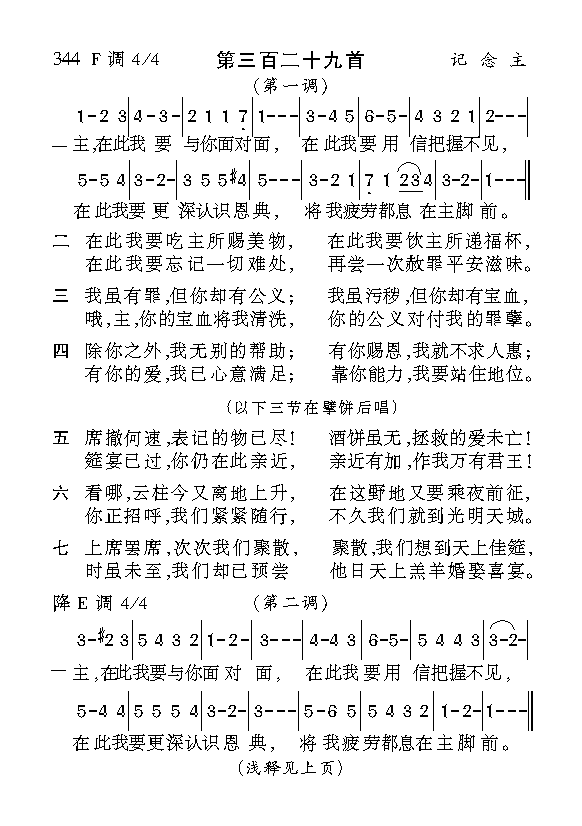 344 F 调 4/4 第三百二十九首 记 念 主
(第一调)
1-2 3|4-3-|2 1 1 7|1---|3-4 5|6-5-|4 3 2 1|2---|
一 主,在此我 要 与你面对面, 在 此我要 用 信把握不见,
5-5 4|3-2-|3 5 5 #4|5---|3-2 1|7 1 23 4|3-2-|1---‖
在此我要更 深认识恩典, 将我疲劳都息 在主脚前。
二 在此我要吃主所赐美物, 在此我要饮主所递福杯,
在此我要忘记一切难处, 再尝一次赦罪平安滋味。
三 我虽有罪,但你却有公义; 我虽污秽,但你却有宝血,
哦,主,你的宝血将我清洗, 你的公义对付我的罪孽。
四 除你之外,我无别的帮助; 有你赐恩,我就不求人惠;
有你的爱,我已心意满足; 靠你能力,我要站住地位。
(以下三节在擘饼后唱)
五 席撤何速,表记的物已尽! 酒饼虽无,拯救的爱未亡!
筵宴已过,你仍在此亲近, 亲近有加,作我万有君王!
六 看哪,云柱今又离地上升, 在这野地又要乘夜前征,
你正招呼,我们紧紧随行, 不久我们就到光明天城。
七 上席罢席,次次我们聚散, 聚散,我们想到天上佳筵,
时虽未至,我们却已预尝 他日天上羔羊婚娶喜宴。
降 E 调 4/4 (第二调)
3-#2 3|5 4 3 2|1-2-|3---|4-4 3|6-5-|5 4 4 3|3-2-|
一 主,在此我要与你面对 面, 在此我要用 信把握不见,
5-4 4|5 5 5 4|3-2-|3---|5-6 5|5 4 3 2|1-2-|1---‖
在此我要更深认识恩 典, 将我疲劳都息在主脚前。
(浅释见上页)